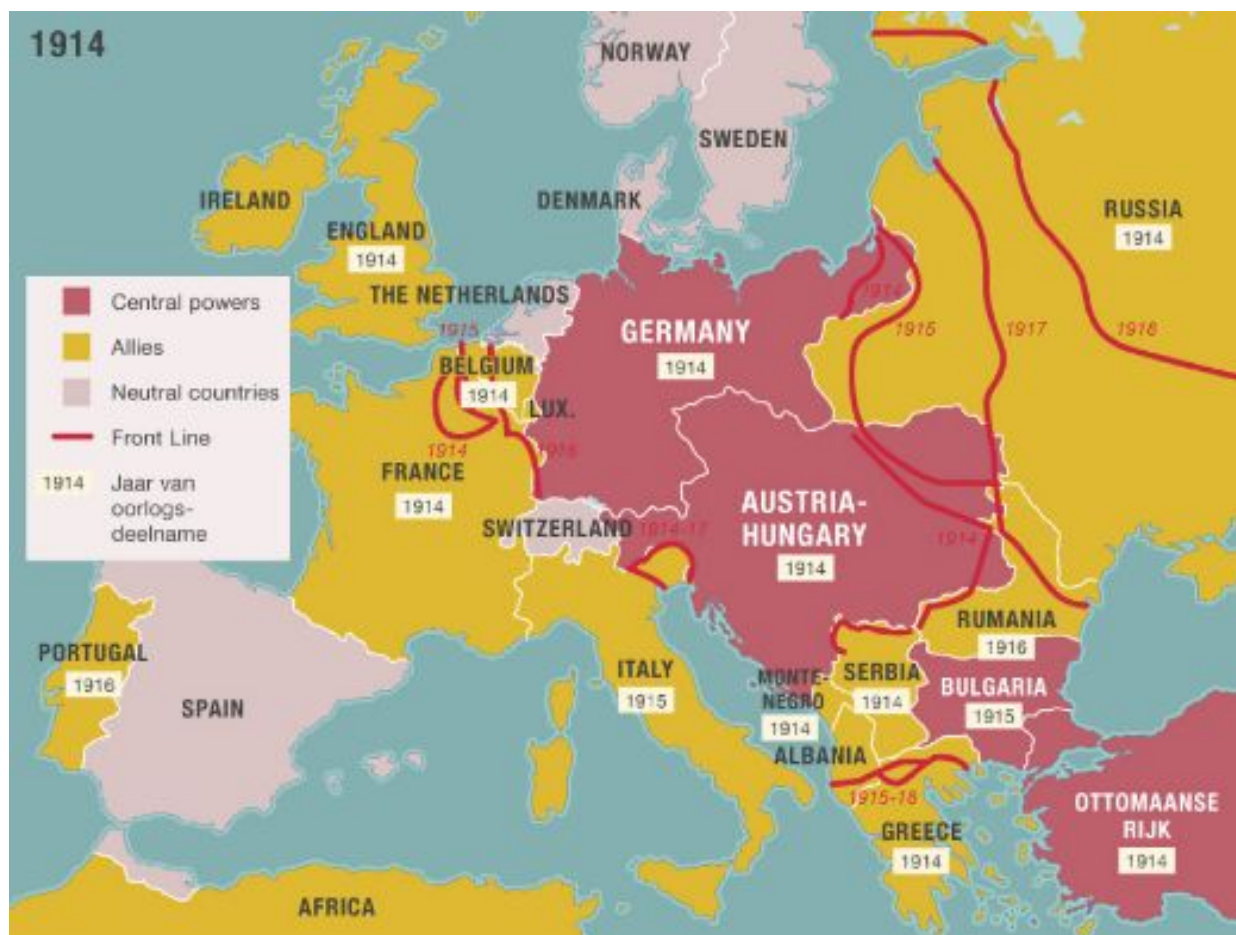 1914
NORWAY
SWEDEN
DENMARK
IRELAND
ENGLAND
1914
RUSSIA
1914
Central powers
Allies
Neutral countries
Front Line
1914
Jaar van
oorlogs-
deelname
THE NETHERLANDS
1915
BELGIUM
1914
LUX.
GERMANY
1914
1914
1915
1917
1918
1914
FRANCE
1914
SWITZERLAND
1914-17
AUSTRIA-
HUNGARY
1914
1914
PORTUGAL
1916
SPAIN
ITALY
1915
MONTE-
NEGRO
1914
SERBIA
1914
RUMANIA
1916
BULGARIA
1915
ALBANIA
1915-18
GREECE
1914
OTTOMAANSE
RIJK
1914
AFRICA